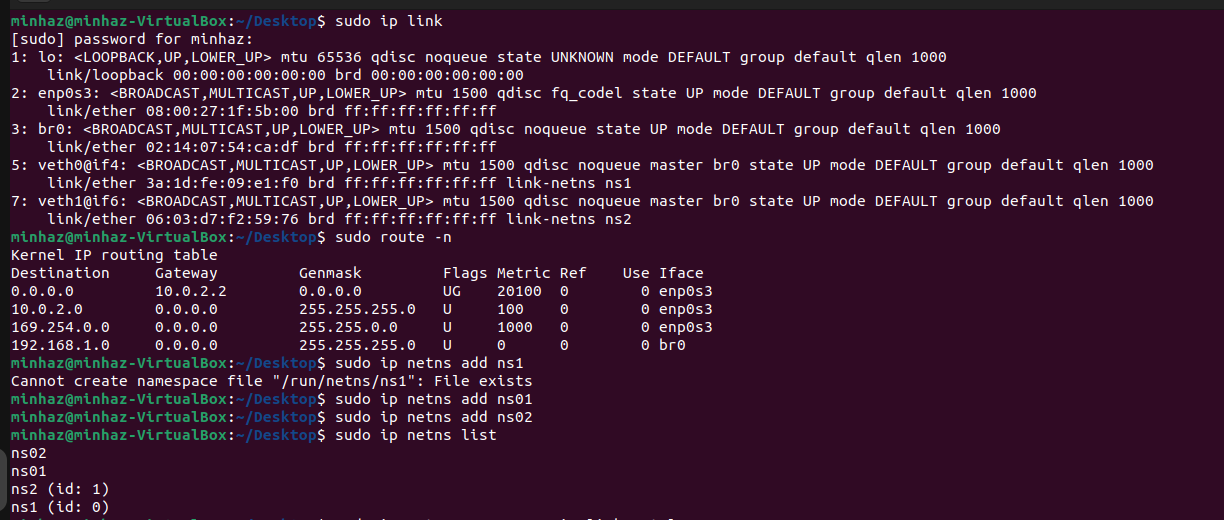 minhaz@minhaz-VirtualBox:~/Desktop$ sudo ip link
[sudo] password for minhaz:
1: lo: <LOOPBACK,UP,LOWER_UP> mtu 65536 qdisc noqueue state UNKNOWN mode DEFAULT group default qlen 1000
    link/loopback 00:00:00:00:00:00 brd 00:00:00:00:00:00
2: enp0s3: <BROADCAST,MULTICAST,UP,LOWER_UP> mtu 1500 qdisc fq_codel state UP mode DEFAULT group default qlen 1000
    link/ether 08:00:27:1f:5b:00 brd ff:ff:ff:ff:ff:ff
3: br0: <BROADCAST,MULTICAST,UP,LOWER_UP> mtu 1500 qdisc noqueue state UP mode DEFAULT group default qlen 1000
    link/ether 02:14:07:54:ca:df brd ff:ff:ff:ff:ff:ff
5: veth0@if4: <BROADCAST,MULTICAST,UP,LOWER_UP> mtu 1500 qdisc noqueue master br0 state UP mode DEFAULT group default qlen 1000
    link/ether 3a:1d:fe:09:e1:f0 brd ff:ff:ff:ff:ff:ff link-netns ns1
7: veth1@if6: <BROADCAST,MULTICAST,UP,LOWER_UP> mtu 1500 qdisc noqueue master br0 state UP mode DEFAULT group default qlen 1000
    link/ether 06:03:d7:f2:59:76 brd ff:ff:ff:ff:ff:ff link-netns ns2
minhaz@minhaz-VirtualBox:~/Desktop$ sudo route -n
Kernel IP routing table
Destination     Gateway         Genmask         Flags Metric Ref    Use Iface
0.0.0.0         10.0.2.2        0.0.0.0         UG    20100  0        0 enp0s3
10.0.2.0        0.0.0.0         255.255.255.0   U     100    0        0 enp0s3
169.254.0.0     0.0.0.0         255.255.0.0     U     1000   0        0 enp0s3
192.168.1.0     0.0.0.0         255.255.255.0   U     0      0        0 br0
minhaz@minhaz-VirtualBox:~/Desktop$ sudo ip netns add ns1
Cannot create namespace file "/run/netns/ns1": File exists
minhaz@minhaz-VirtualBox:~/Desktop$ sudo ip netns add ns01
minhaz@minhaz-VirtualBox:~/Desktop$ sudo ip netns add ns02
minhaz@minhaz-VirtualBox:~/Desktop$ sudo ip netns list
ns02
ns01
ns2 (id: 1)
ns1 (id: 0)